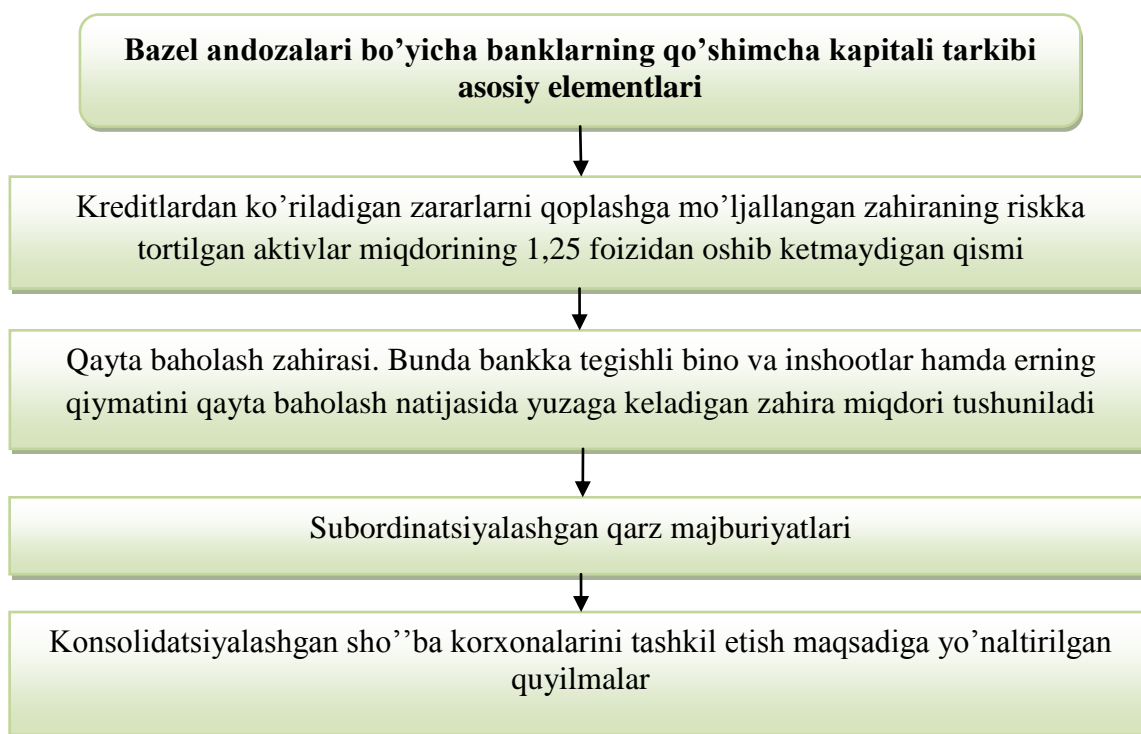 Bazel andozalari bo’yicha banklarning qo’shimcha kapitali tarkibi
asosiy elementlari
Kreditlardan ko’riladigan zararlarni qoplashga mo’ljallangan zahiraning riskka
tortilgan aktivlar miqdorining 1,25 foizidan oshib ketmaydigan qismi
Qayta baholash zahirasi. Bunda bankka tegishli bino va inshootlar hamda erning
qiymatini qayta baholash natijasida yuzaga keladigan zahira miqdori tushuniladi
Subordinatsiyalashgan qarz majburiyatlari
Konsolidatsiyalashgan sho’’ba korxonalarini tashkil etish maqsadiga yo’naltirilgan
quyilmalar